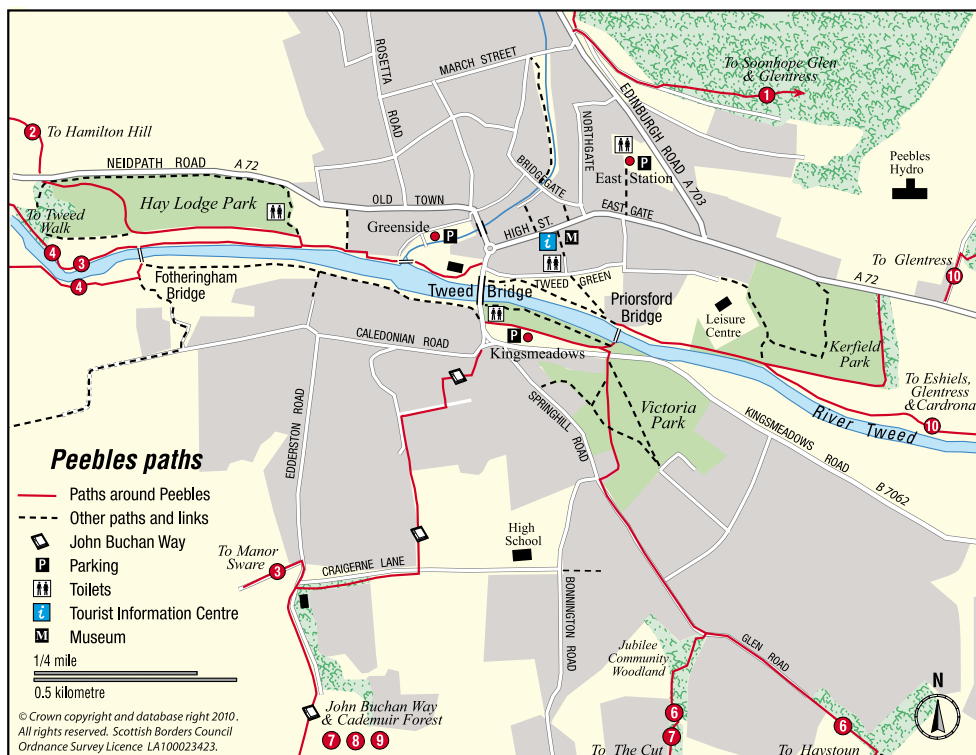 ROSETTA
ROAD
MARCH STREET
To Soonhope Glen
& Glentress
1
2
To Hamilton Hill
NEIDPATH ROAD
A 72
EDINBURGH ROAD
A 703
NORTHGATE
BRIDGEGATE
P
East Station
Peebles
Hydro
Hay Lodge Park
OLD TOWN
HIGH ST.
EAST GATE
Greenside
P
i
M
To Tweed
Walk
4
3
4
Fotheringham
Bridge
Tweed Bridge
TWEED GREEN
Priorsford
Bridge
Leisure
Centre
To Glentress
10
A 72
Kerfield
Park
CALEDONIAN ROAD
P
Kingsmeadows
To Eshiels,
Glentress
& Cardrona
10
River Tweed
EDDERSTON ROAD
SPRINGHILL ROAD
Victoria
Park
KINGSMEADOWS
ROAD
B 7062
Peebles paths
Paths around Peebles
Other paths and links
John Buchan Way
P Parking
Toilets
i Tourist Information Centre
M Museum
1/4 mile
0.5 kilometre
© Crown copyright and database right 2010.
All rights reserved. Scottish Borders Council
Ordnance Survey Licence LA100023423.
To Manor
Sware
3
CRAIGERNE LANE
High
School
BONNINGTON ROAD
Jubilee
Community
Woodland
GLEN ROAD
John Buchan Way
& Cademuir Forest
7 8 9
6
7
To The Cut
6
To Haystoun
N